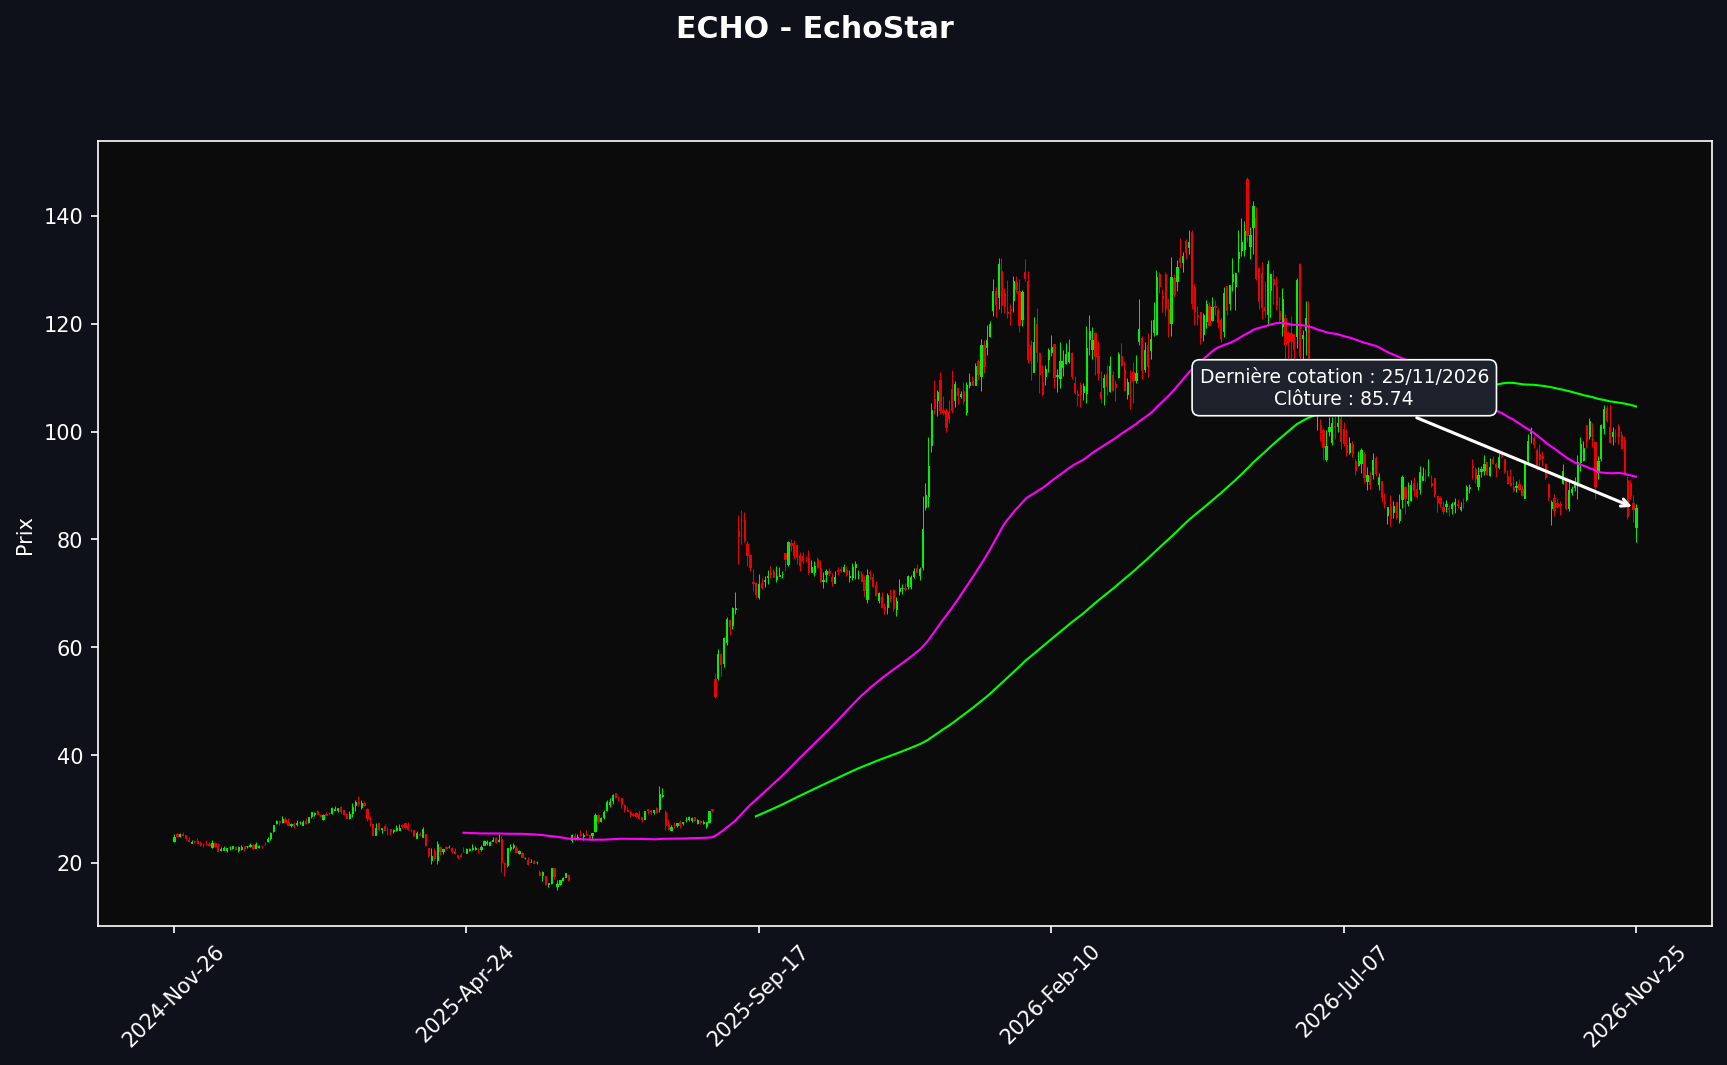 ECHO - EchoStar
Prix
140
120
100
80
60
40
20
Dernière cotation : 25/11/2026
Clôture : 85.74
2024-Nov-26
2025-Apr-24
2025-Sep-17
2026-Feb-10
2026-Jul-07
2026-Nov-25